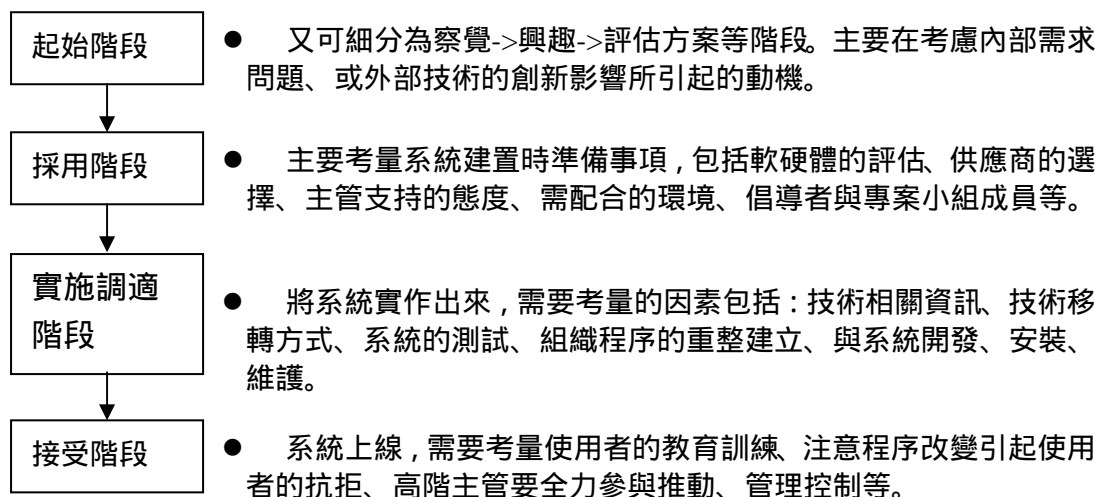 起始階段
● 又可細分為察覺->興趣->評估方案等階段。主要在考慮內部需求
問題、或外部技術的創新影響所引起的動機。
採用階段
● 主要考量系統建置時準備事項，包括軟硬體的評估、供應商的選
擇、主管支持的態度、需配合的環境、倡導者與專案小組成員等。
實施調適
階段
● 將系統實作出來，需要考量的因素包括：技術相關資訊、技術移
轉方式、系統的測試、組織程序的重整建立、與系統開發、安裝、
維護。
接受階段
● 系統上線，需要考量使用者的教育訓練、注意程序改變引起使用
者的抗拒、高階主管要全力參與推動、管理控制等。